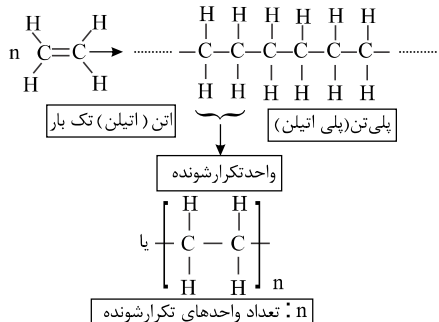 H H H H H H H H
n C=C → ........ —C—C—C—C—C—C— ........
H H H H H H H H
اتن (اتیلن) تک بار
پلی‌تن(پلی اتیلن)
واحدتکرارشونده
H H
یا [—C—C—]n
H H
n: تعداد واحدهای تکرارشونده